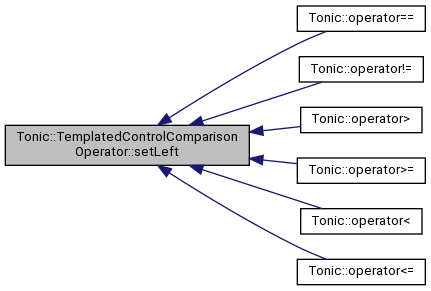 Tonic::operator==
Tonic::operator!=
Tonic::operator>
Tonic::TemplatedControlComparison
Operator::setLeft
Tonic::operator>=
Tonic::operator<
Tonic::operator<=